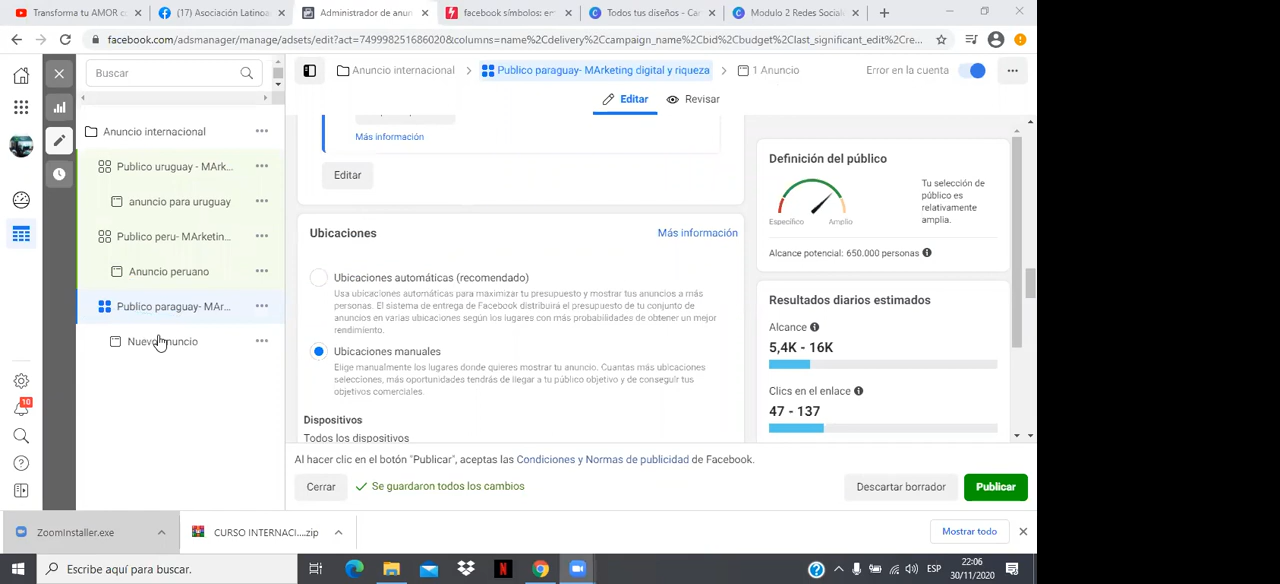 Transforma tu AMOR c
(17) Asociación Latinoa
Administrador de anun
facebook símbolos: em
Todos tus diseños - Can
Modulo 2 Redes Sociale
facebook.com/adsmanager/manage/adsets/edit?act=749998251686020&columns=name%2Cdelivery%2Ccampaign_name%2Cbid%2Cbudget%2Clast_significant_edit%2Cre...
Buscar
Anuncio internacional
Publico paraguay- MArketing digital y riqueza
1 Anuncio
Error en la cuenta
Editar
Revisar
Anuncio internacional
Publico uruguay - MArk...
anuncio para uruguay
Publico peru- MArketin...
Anuncio peruano
Publico paraguay- MAr...
Nuevo anuncio
10
Más información
Editar
Ubicaciones
Más información
Ubicaciones automáticas (recomendado)
Usa ubicaciones automáticas para maximizar tu presupuesto y mostrar tus anuncios a más
personas. El sistema de entrega de Facebook distribuirá el presupuesto de tu conjunto de
anuncios en varias ubicaciones según los lugares con más probabilidades de obtener un mejor
rendimiento.
Ubicaciones manuales
Elige manualmente los lugares donde quieres mostrar tu anuncio. Cuantas más ubicaciones
selecciones, más oportunidades tendrás de llegar a tu público objetivo y de conseguir tus
objetivos comerciales.
Dispositivos
Todos los dispositivos
Definición del público
Específico
Amplio
Tu selección de
público es
relativamente
amplia.
Alcance potencial: 650.000 personas
Resultados diarios estimados
Alcance
5,4K - 16K
Clics en el enlace
47 - 137
Al hacer clic en el botón "Publicar", aceptas las Condiciones y Normas de publicidad de Facebook.
Cerrar
Se guardaron todos los cambios
Descartar borrador
Publicar
ZoomInstaller.exe
CURSO INTERNACI....zip
Mostrar todo
Escribe aquí para buscar.
ESP
22:06
30/11/2020